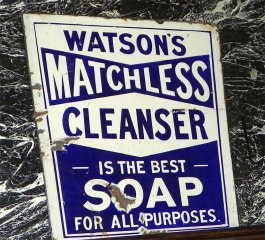 WATSON'S
MATCHLESS
CLEANSER
— IS THE BEST —
SOAP
FOR ALL PURPOSES.